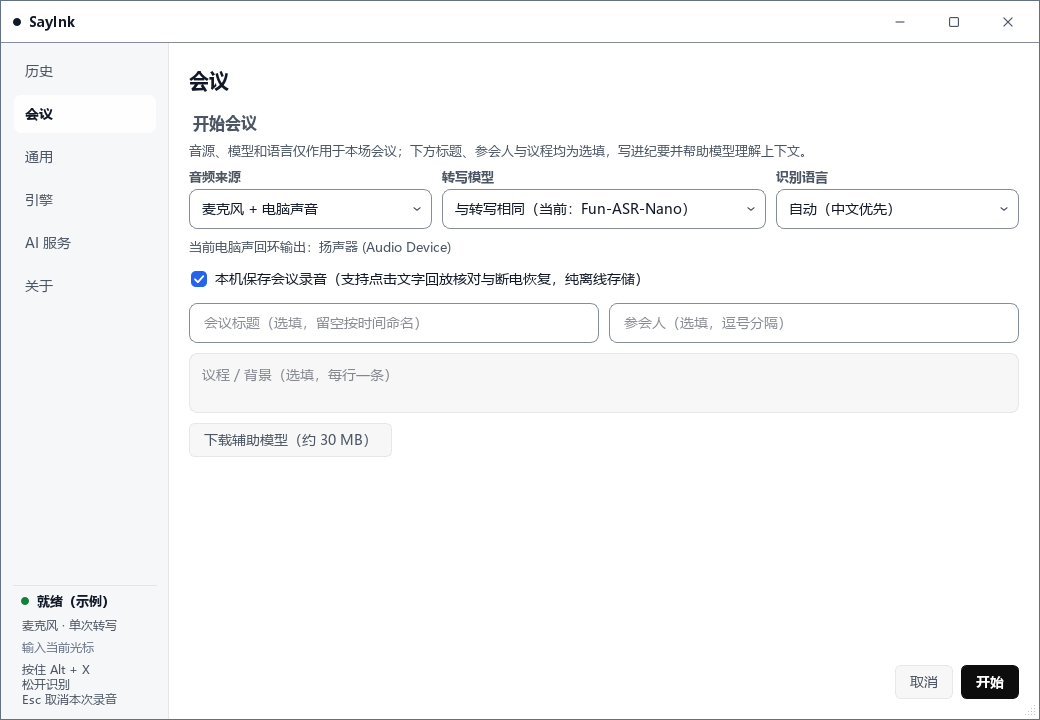 SayInk
历史
会议
通用
引擎
AI 服务
关于
就绪（示例）
麦克风 · 单次转写
输入当前光标
按住 Alt + X
松开识别
Esc 取消本次录音
会议
开始会议
音源、模型和语言仅作用于本场会议；下方标题、参会人与议程均为选填，写进纪要并帮助模型理解上下文。
音频来源 转写模型 识别语言
麦克风 + 电脑声音 与转写相同（当前：Fun-ASR-Nano） 自动（中文优先）
当前电脑声回环输出：扬声器 (Audio Device)
本机保存会议录音（支持点击文字回放核对与断电恢复，纯离线存储）
会议标题（选填，留空按时间命名） 参会人（选填，逗号分隔）
议程 / 背景（选填，每行一条）
下载辅助模型（约 30 MB）
取消 开始